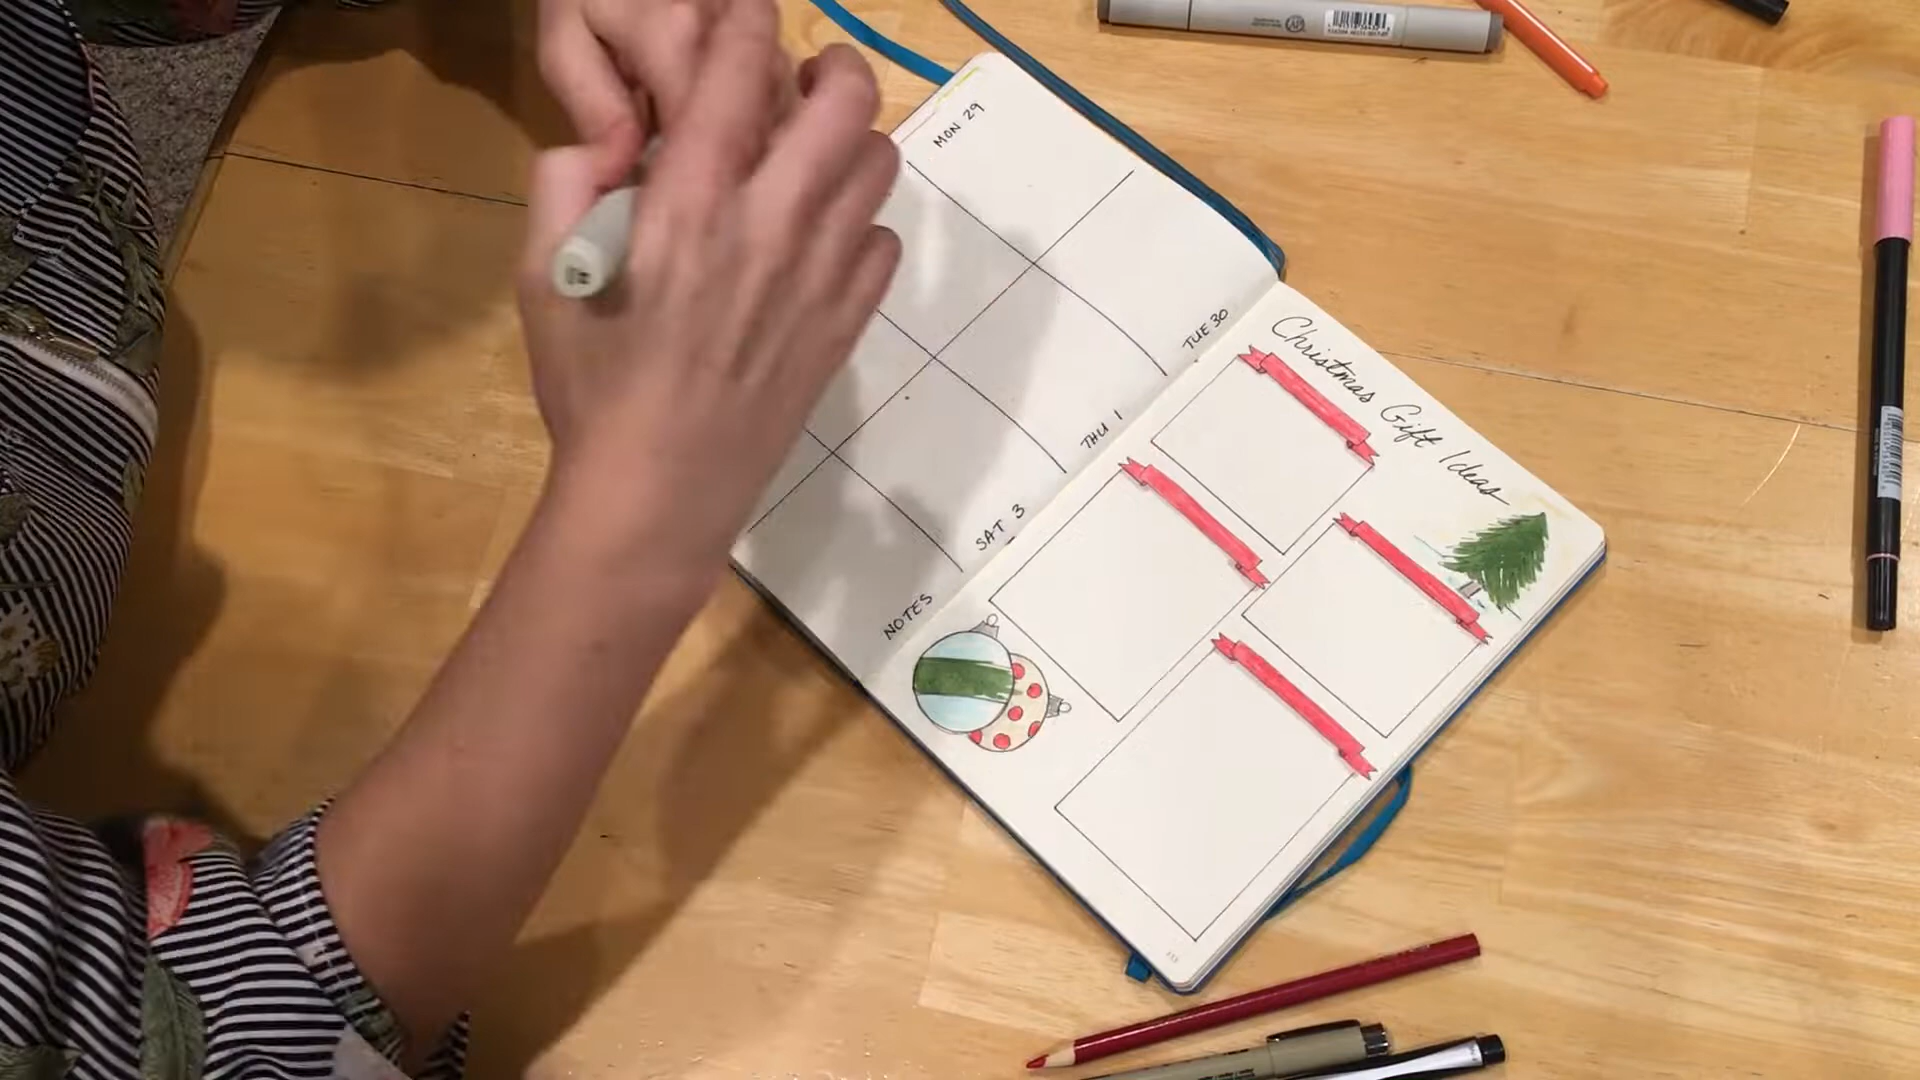 MON 29
TUE 30
THU 1
SAT 3
NOTES
Christmas Gift Ideas